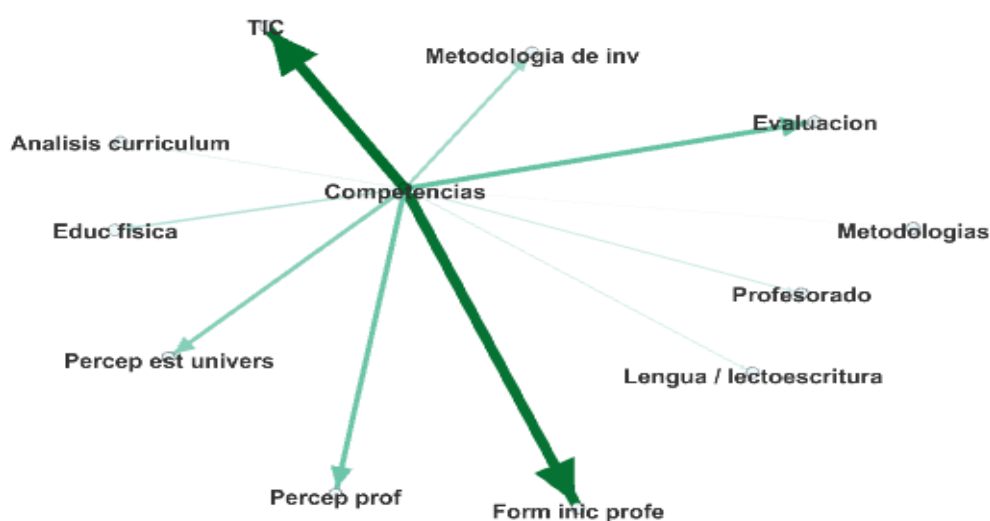 TIC
Metodologia de inv
Evaluacion
Analisis curriculum
Competencias
Educ fisica
Metodologias
Profesorado
Percep est univers
Lengua / lectoescritura
Percep prof
Form inic profe